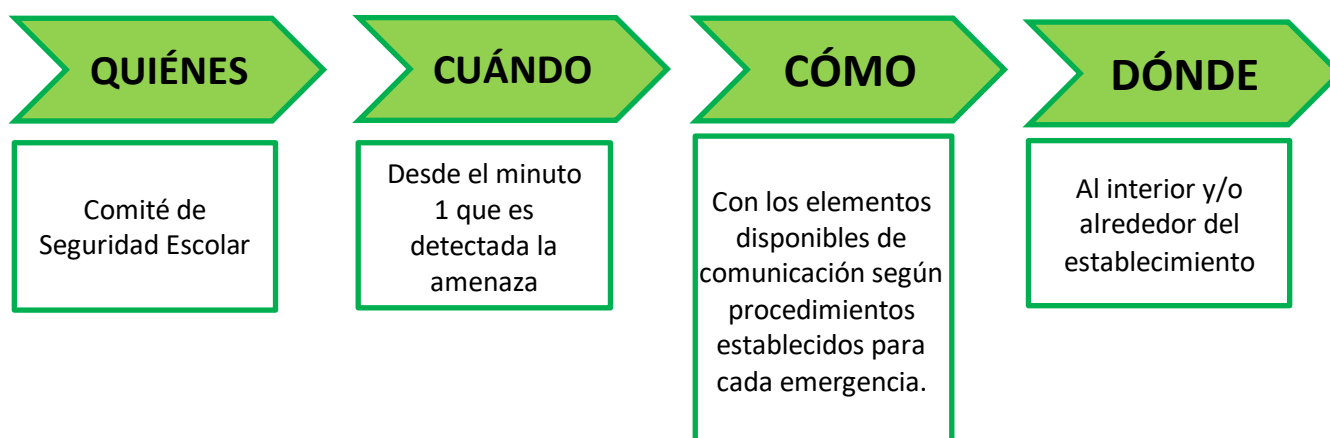 QUIÉNES
Comité de
Seguridad Escolar
CUÁNDO
Desde el minuto
1 que es
detectada la
amenaza
CÓMO
Con los elementos
disponibles de
comunicación según
procedimientos
establecidos para
cada emergencia.
DÓNDE
Al interior y/o
alrededor del
establecimiento